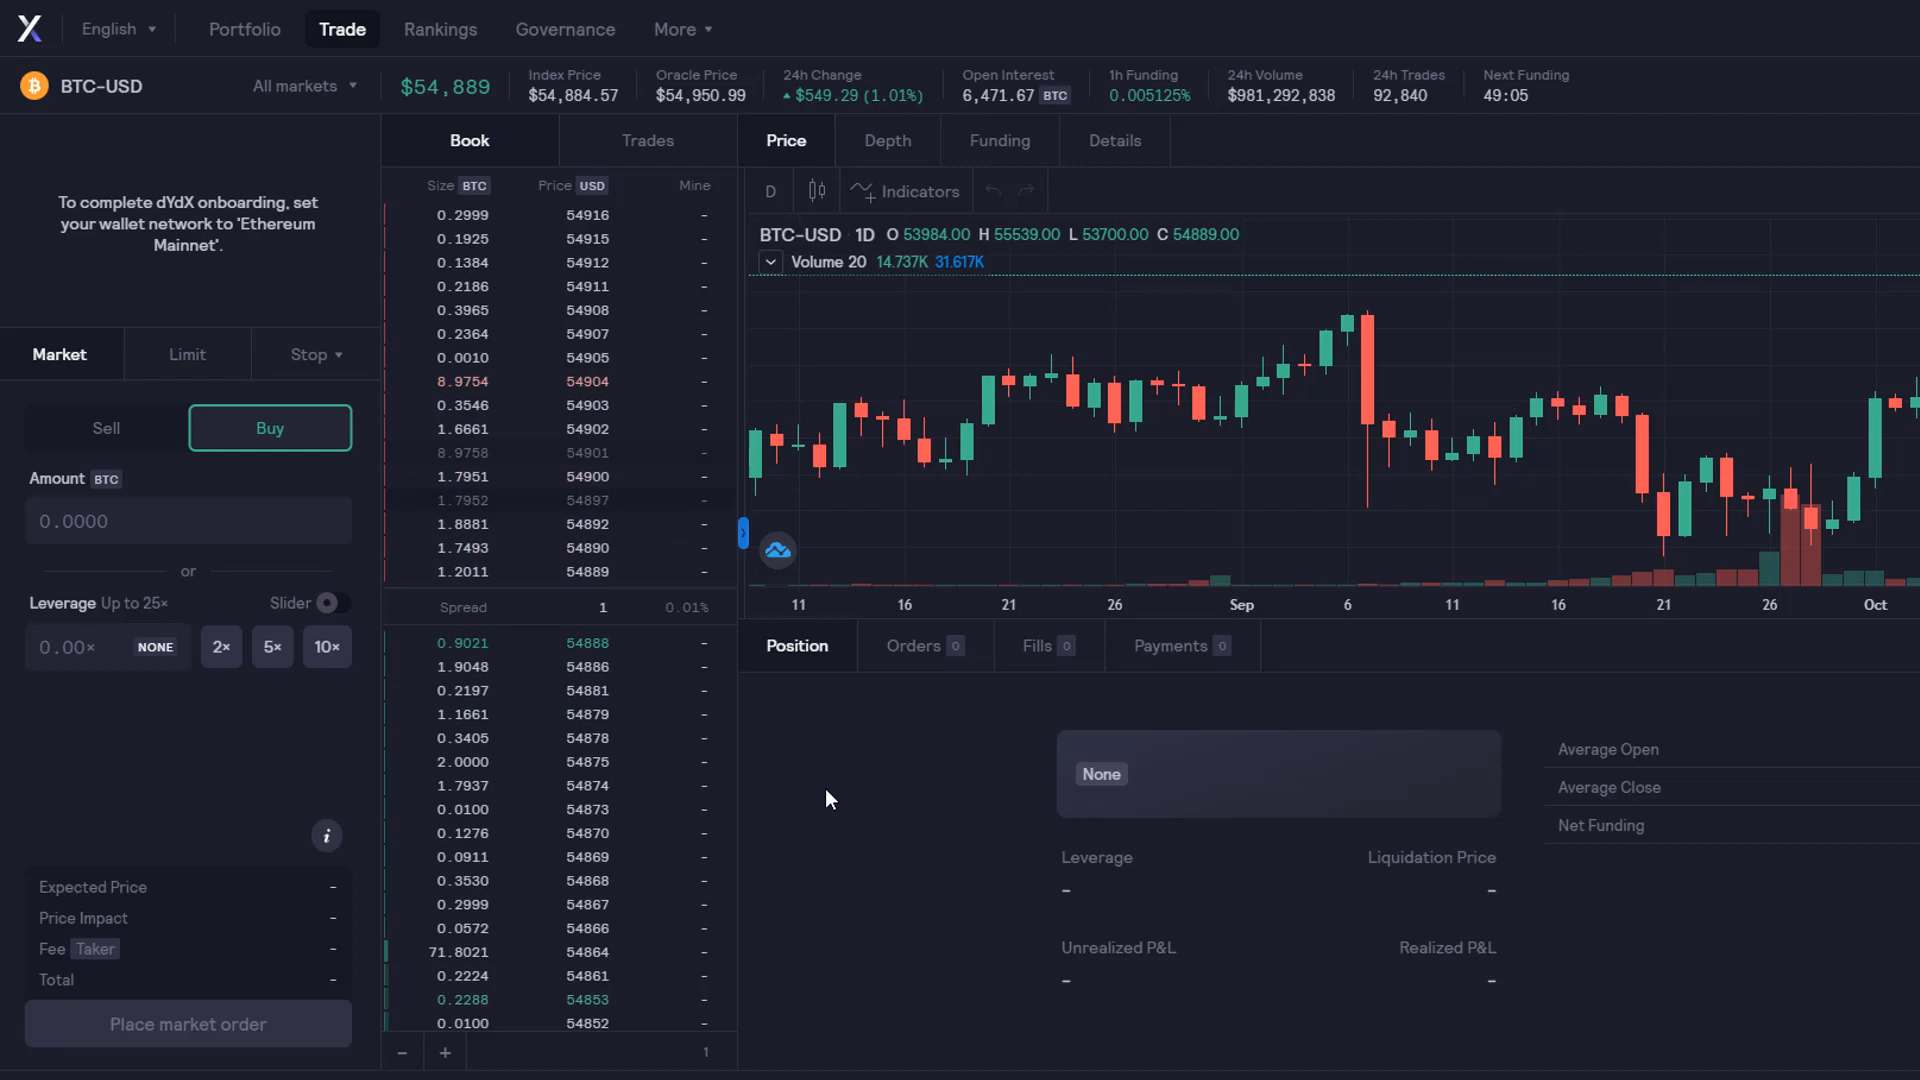 English
Portfolio
Trade
Rankings
Governance
More
BTC-USD
All markets
$54,889
Index Price
$54,884.57
Oracle Price
$54,950.99
24h Change
$549.29 (1.01%)
Open Interest
6,471.67 BTC
1h Funding
0.005125%
24h Volume
$981,292,838
24h Trades
92,840
Next Funding
49:05
To complete dYdX onboarding, set
your wallet network to 'Ethereum
Mainnet'.
Market
Limit
Stop
Sell
Buy
Amount BTC
0.0000
or
Leverage Up to 25×
Slider
0.00× NONE 2× 5× 10×
i
Expected Price -
Price Impact -
Fee Taker -
Total -
Place market order
Book
Trades
Size BTC Price USD Mine
0.2999 54916 -
0.1925 54915 -
0.1384 54912 -
0.2186 54911 -
0.3965 54908 -
0.2364 54907 -
0.0010 54905 -
8.9754 54904 -
0.3546 54903 -
1.6661 54902 -
8.9758 54901 -
1.7951 54900 -
1.7952 54897 -
1.8881 54892 -
1.7493 54890 -
1.2011 54889 -
Spread 1 0.01%
0.9021 54888 -
1.9048 54886 -
0.2197 54881 -
1.1661 54879 -
0.3405 54878 -
2.0000 54875 -
1.7937 54874 -
0.0100 54873 -
0.1276 54870 -
0.0911 54869 -
0.3530 54868 -
0.2999 54867 -
0.0572 54866 -
71.8021 54864 -
0.2224 54861 -
0.2288 54853 -
0.0100 54852 -
- + 1
Price
Depth
Funding
Details
D
Indicators
BTC-USD 1D O 53984.00 H 55539.00 L 53700.00 C 54889.00
Volume 20 14.737K 31.617K
11 16 21 26 Sep 6 11 16 21 26 Oct
Position
Orders 0
Fills 0
Payments 0
None
Leverage
-
Liquidation Price
-
Unrealized P&L
-
Realized P&L
-
Average Open
Average Close
Net Funding